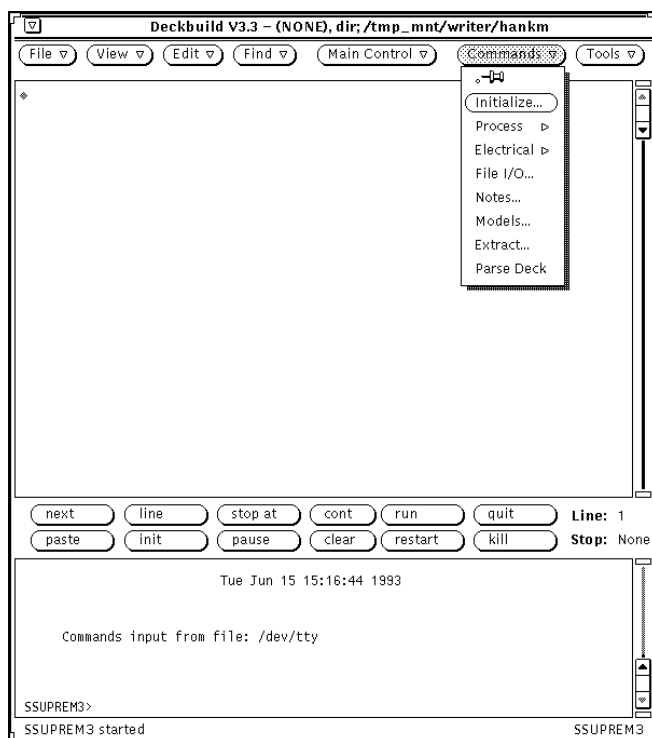 Deckbuild V3.3 – (NONE), dir; /tmp_mnt/writer/hankm
File View Edit Find Main Control Commands Tools
Initialize...
Process
Electrical
File I/O...
Notes...
Models...
Extract...
Parse Deck
next line stop at cont run quit Line: 1
paste init pause clear restart kill Stop: None
Tue Jun 15 15:16:44 1993
Commands input from file: /dev/tty
SSUPREM3>
SSUPREM3 started SSUPREM3